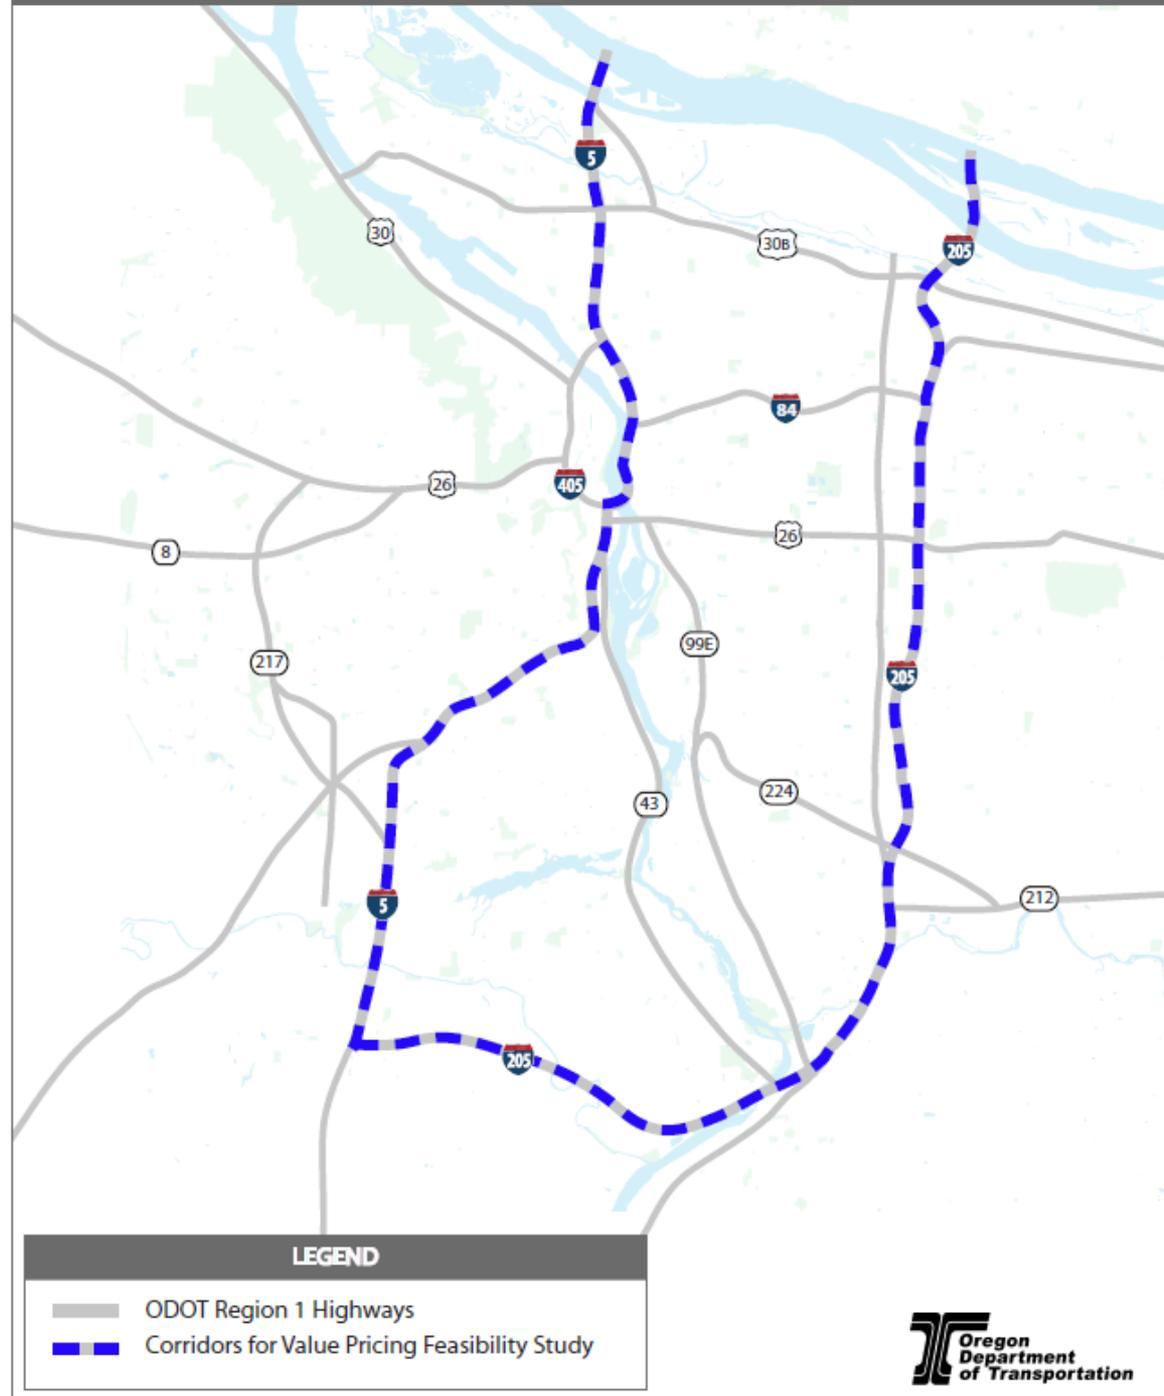 5
205
30
30B
84
26
405
26
8
99E
217
205
224
43
212
5
205
LEGEND
ODOT Region 1 Highways
Corridors for Value Pricing Feasibility Study
Oregon
Department
of Transportation